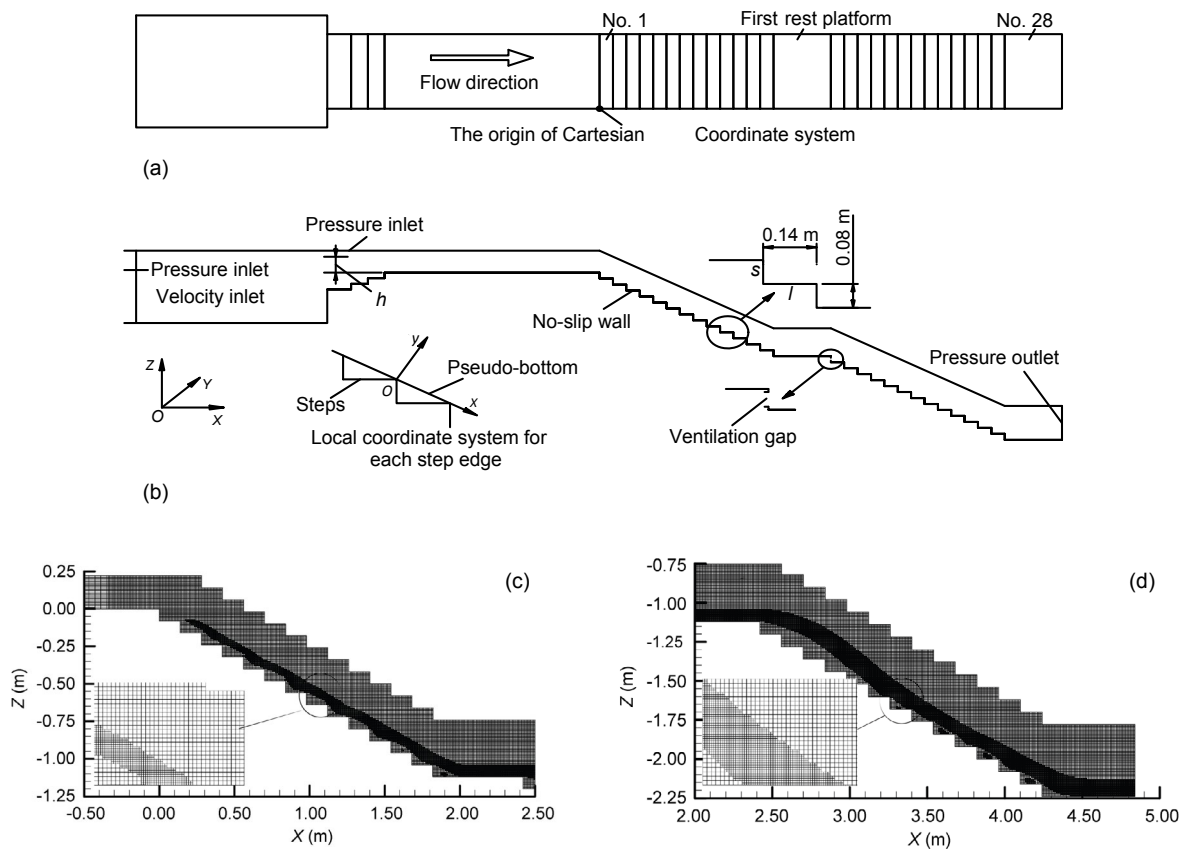 No. 1
First rest platform
No. 28
Flow direction
The origin of Cartesian
Coordinate system
(a)
Pressure inlet
Pressure inlet
Velocity inlet
h
No-slip wall
0.14 m
0.08 m
s
l
Pressure outlet
Z
Y
O
X
y
Pseudo-bottom
Steps
O
x
Local coordinate system for
each step edge
Ventilation gap
(b)
(c)
0.25
0.00
-0.25
-0.50
-0.75
-1.00
-1.25
Z (m)
-0.50
0.00
0.50
1.00
1.50
2.00
2.50
X (m)
(d)
-0.75
-1.00
-1.25
-1.50
-1.75
-2.00
-2.25
Z (m)
2.00
2.50
3.00
3.50
4.00
4.50
5.00
X (m)